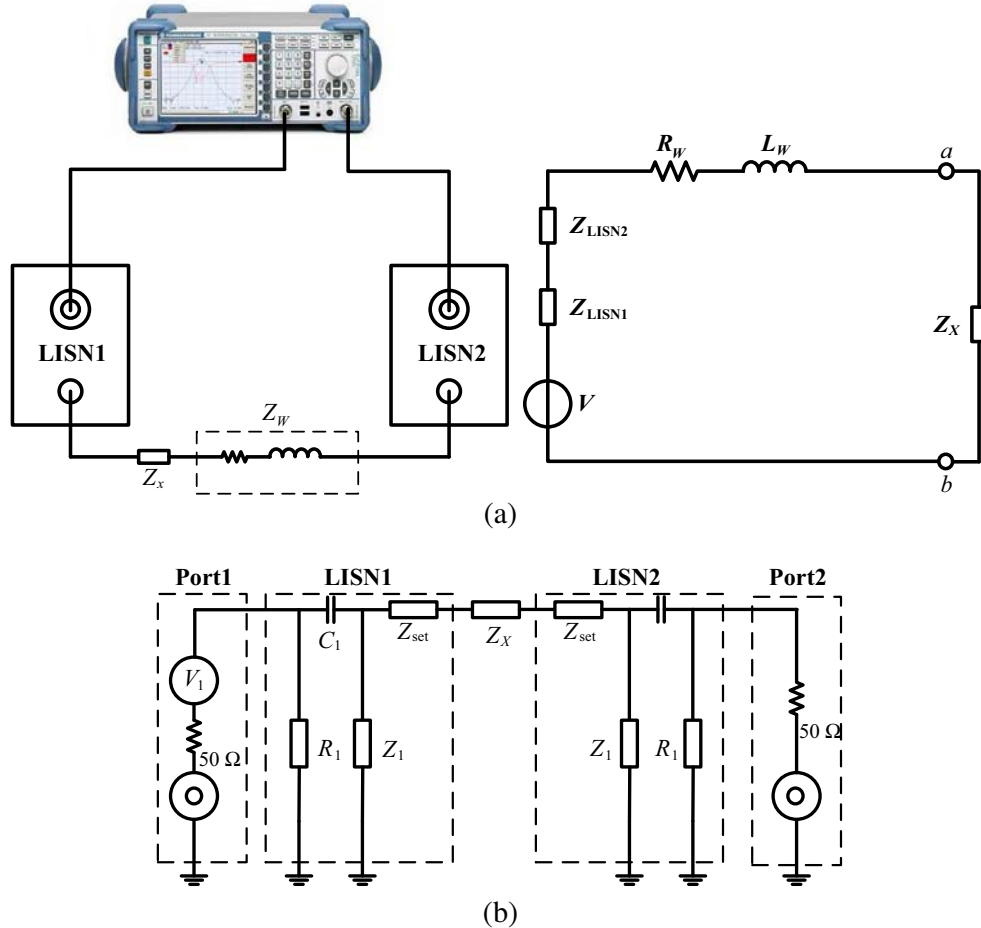 R_W
L_W
a
Z_LISN2
Z_LISN1
Z_X
V
b
LISN1
LISN2
Z_W
Z_x
(a)
Port1
LISN1
LISN2
Port2
C_1
Z_set
Z_X
Z_set
V_1
50 Ω
R_1
Z_1
Z_1
R_1
50 Ω
(b)